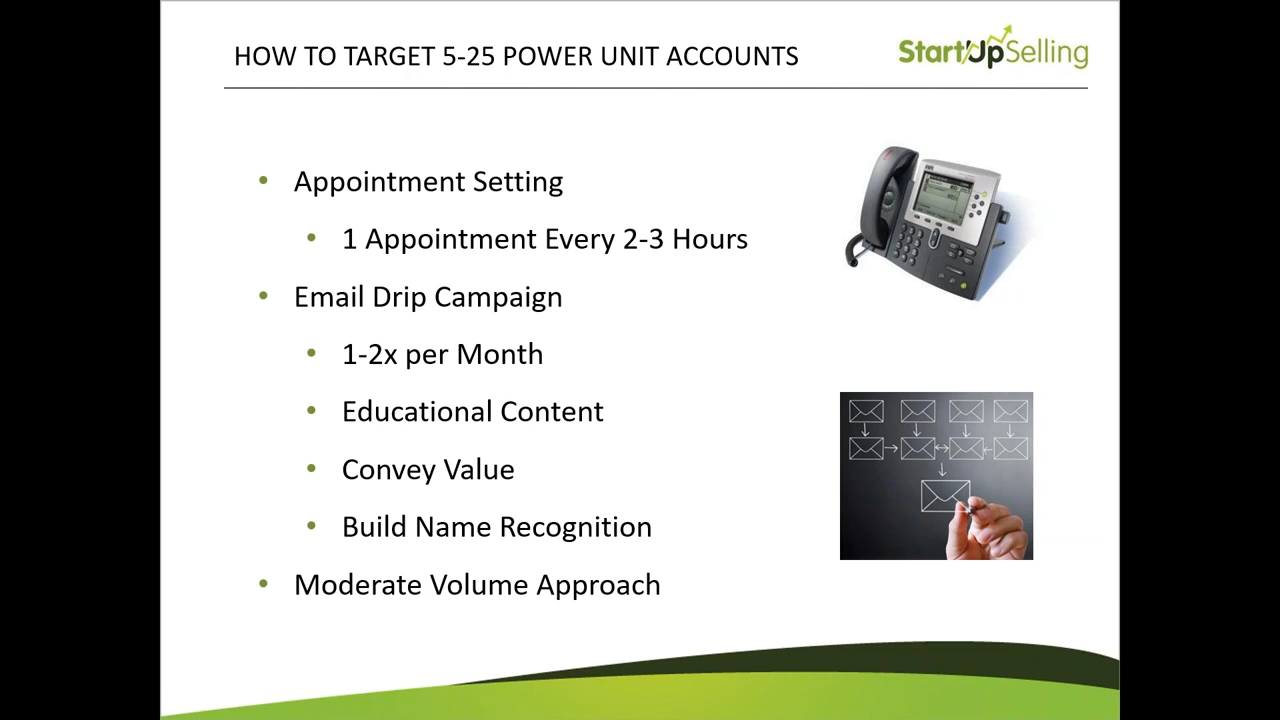 HOW TO TARGET 5-25 POWER UNIT ACCOUNTS
StartUpSelling
• Appointment Setting
• 1 Appointment Every 2-3 Hours
• Email Drip Campaign
• 1-2x per Month
• Educational Content
• Convey Value
• Build Name Recognition
• Moderate Volume Approach